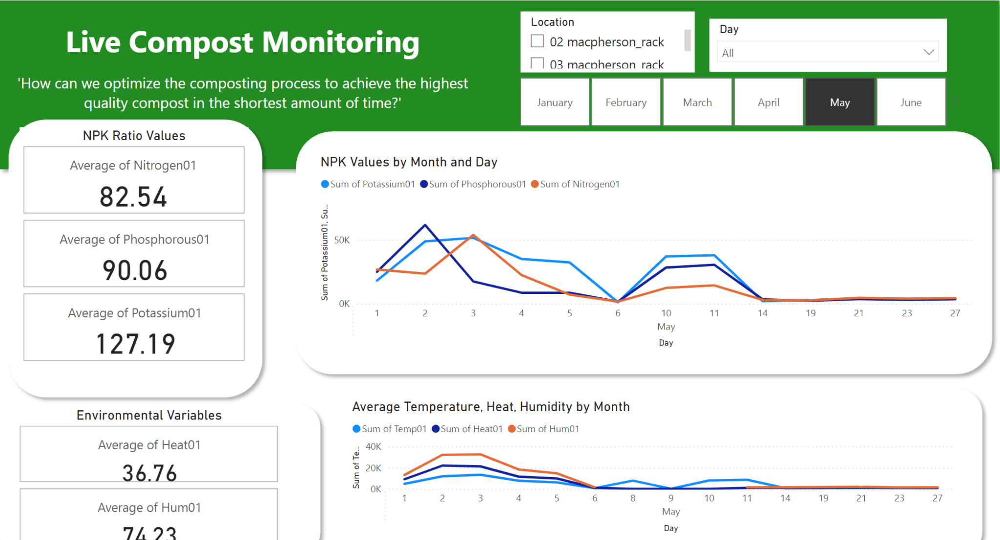 Live Compost Monitoring
'How can we optimize the composting process to achieve the highest
quality compost in the shortest amount of time?'
Location
02 macpherson_rack
03 macpherson_rack
Day
All
January February March April May June
NPK Ratio Values
Average of Nitrogen01
82.54
Average of Phosphorous01
90.06
Average of Potassium01
127.19
NPK Values by Month and Day
Sum of Potassium01 Sum of Phosphorous01 Sum of Nitrogen01
Sum of Potassium01, Su...
50K
0K
1 2 3 4 5 6 10 11 14 19 21 23 27
May
Day
Environmental Variables
Average of Heat01
36.76
Average of Hum01
74.23
Average Temperature, Heat, Humidity by Month
Sum of Temp01 Sum of Heat01 Sum of Hum01
Sum of Te...
40K
20K
0K
1 2 3 4 5 6 8 9 10 11 14 19 21 23 27
May
Day